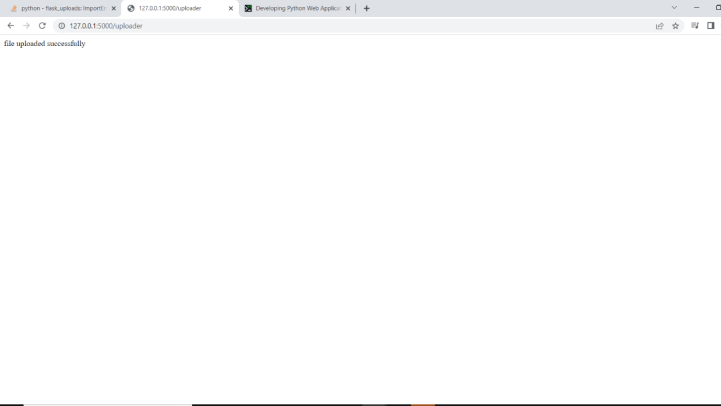 python - flask_uploads: ImportEr
127.0.0.1:5000/uploader
Developing Python Web Applicat
127.0.0.1:5000/uploader
file uploaded successfully